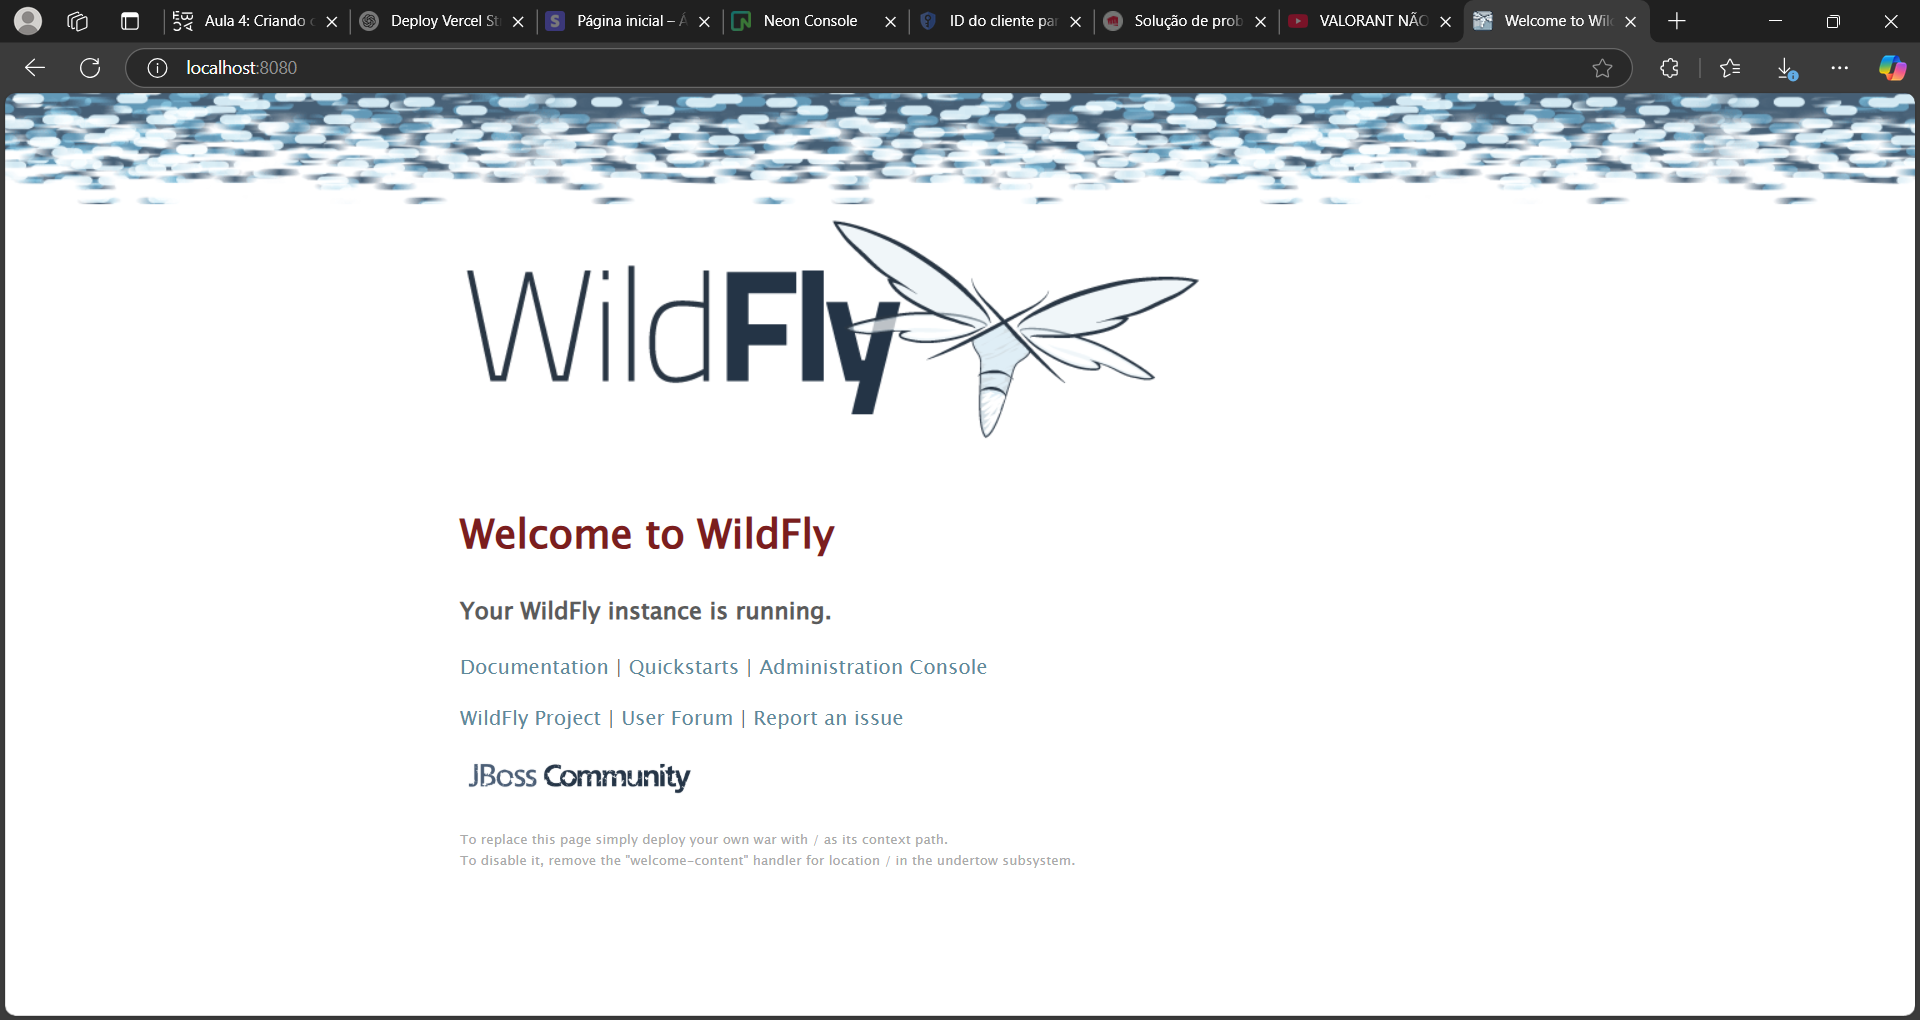 Aula 4: Criando
Deploy Vercel St
Página inicial –
Neon Console
ID do cliente par
Solução de prob
VALORANT NÃO
Welcome to Wil
localhost:8080
WildFly
Welcome to WildFly
Your WildFly instance is running.
Documentation | Quickstarts | Administration Console
WildFly Project | User Forum | Report an issue
JBoss Community
To replace this page simply deploy your own war with / as its context path.
To disable it, remove the "welcome-content" handler for location / in the undertow subsystem.